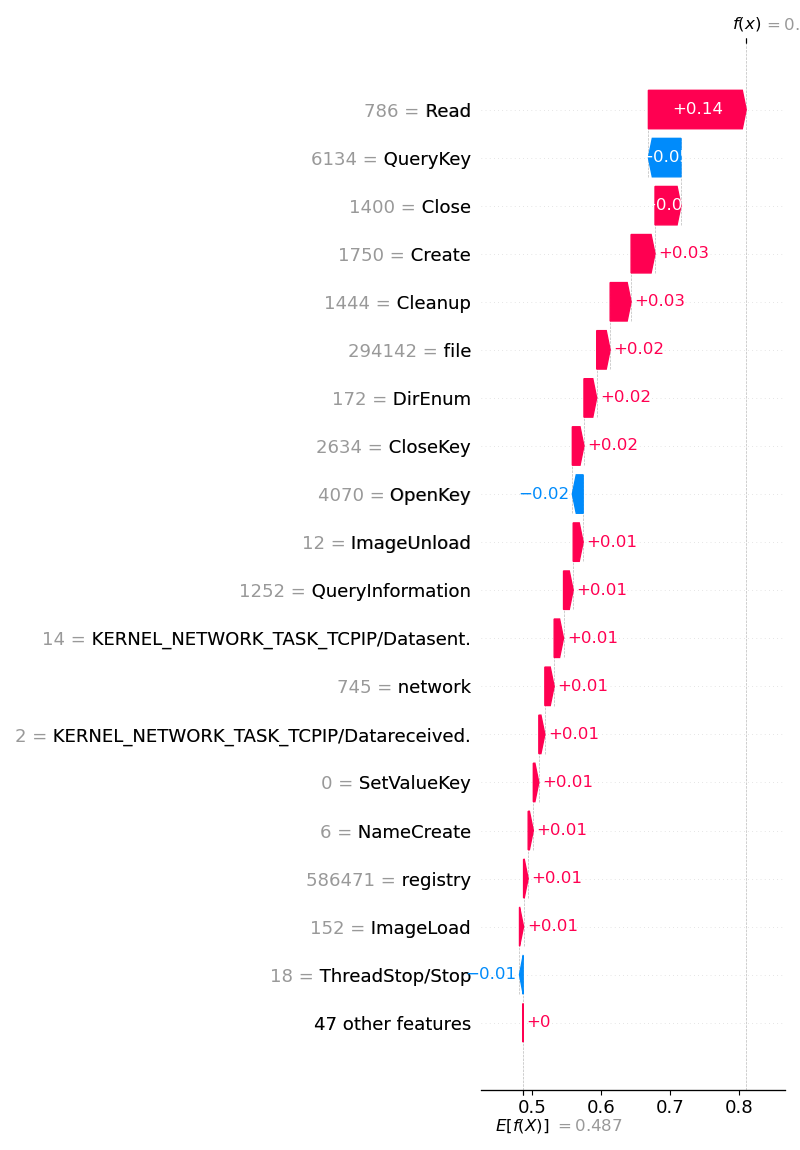 f(x) = 0.
786 = Read
+0.14
6134 = QueryKey
1400 = Close
1750 = Create
+0.03
1444 = Cleanup
+0.03
294142 = file
+0.02
172 = DirEnum
+0.02
2634 = CloseKey
+0.02
4070 = OpenKey
−0.02
12 = ImageUnload
+0.01
1252 = QueryInformation
+0.01
14 = KERNEL_NETWORK_TASK_TCPIP/Datasent.
+0.01
745 = network
+0.01
2 = KERNEL_NETWORK_TASK_TCPIP/Datareceived.
+0.01
0 = SetValueKey
+0.01
6 = NameCreate
+0.01
586471 = registry
+0.01
152 = ImageLoad
+0.01
18 = ThreadStop/Stop
−0.01
47 other features
+0
0.5 0.6 0.7 0.8
E[f(X)] = 0.487